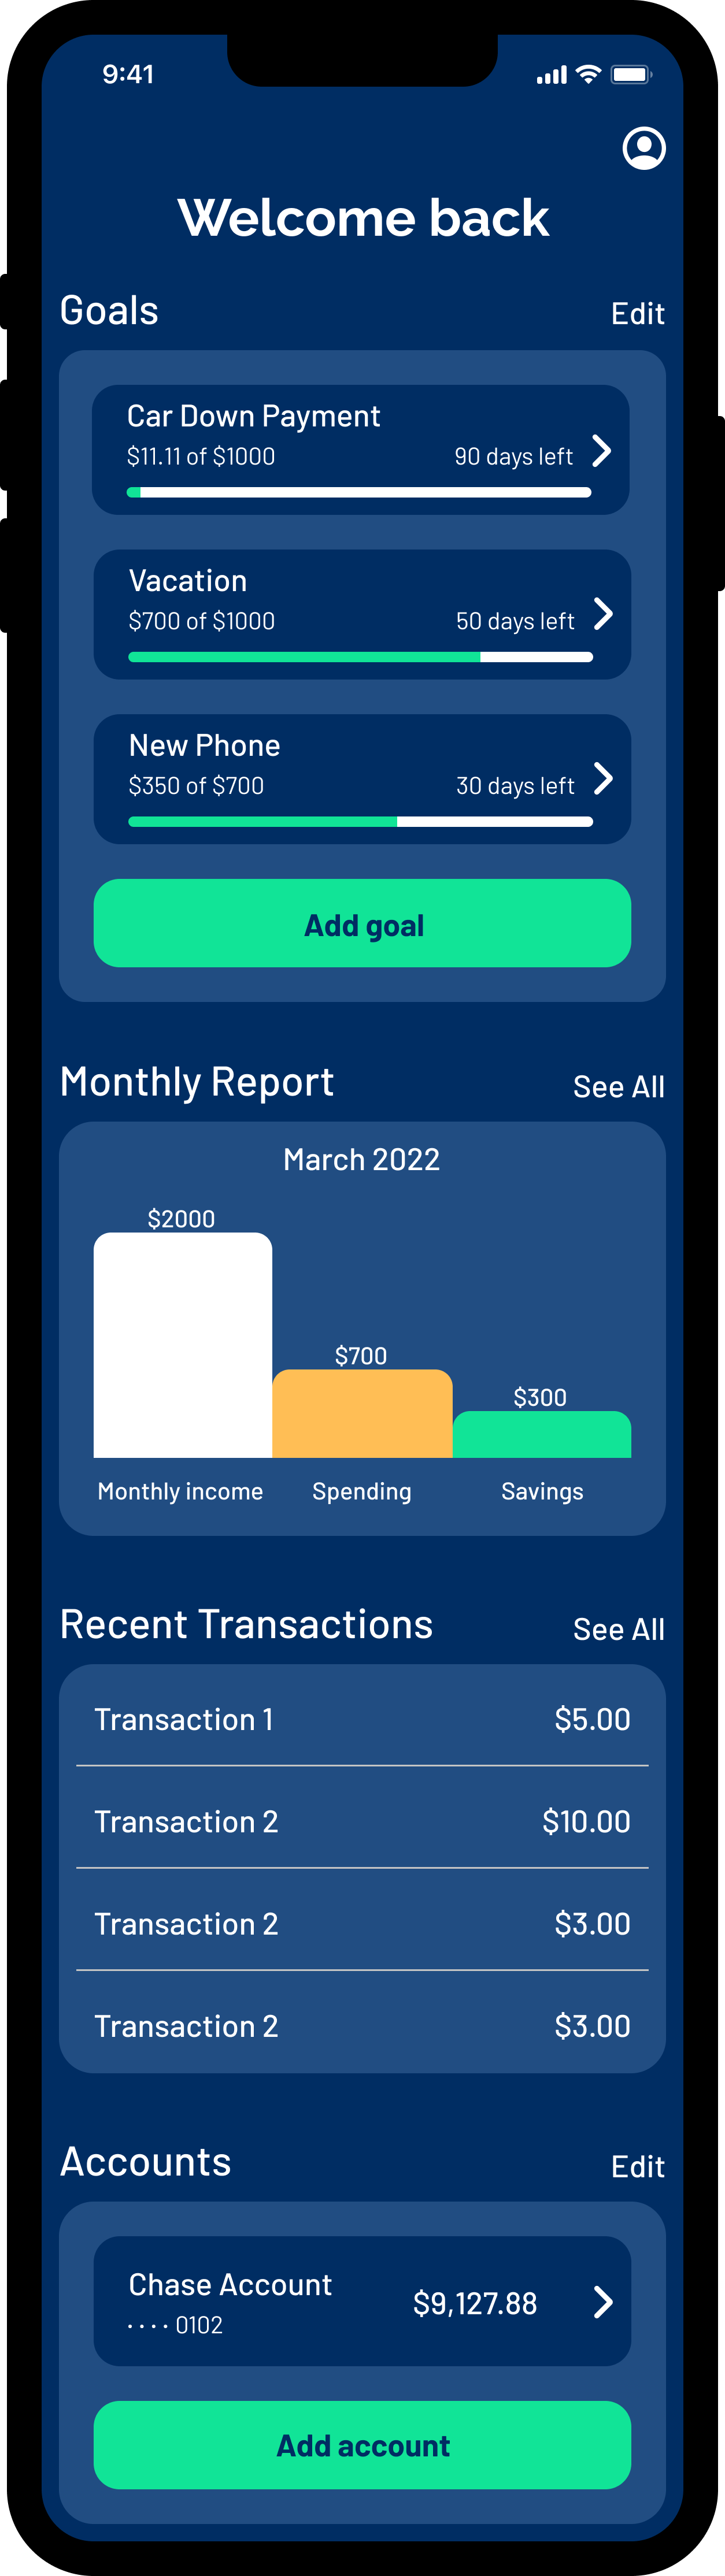 9:41
Welcome back
Goals Edit
Car Down Payment
$11.11 of $1000 90 days left
Vacation
$700 of $1000 50 days left
New Phone
$350 of $700 30 days left
Add goal
Monthly Report See All
March 2022
$2000
$700
$300
Monthly income Spending Savings
Recent Transactions See All
Transaction 1 $5.00
Transaction 2 $10.00
Transaction 2 $3.00
Transaction 2 $3.00
Accounts Edit
Chase Account
$9,127.88
· · · · 0102
Add account